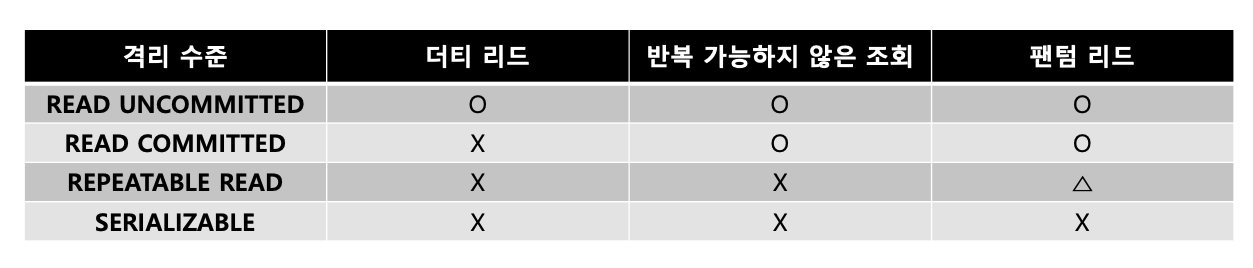 격리 수준 더티 리드 반복 가능하지 않은 조회 팬텀 리드
READ UNCOMMITTED O O O
READ COMMITTED X O O
REPEATABLE READ X X △
SERIALIZABLE X X X